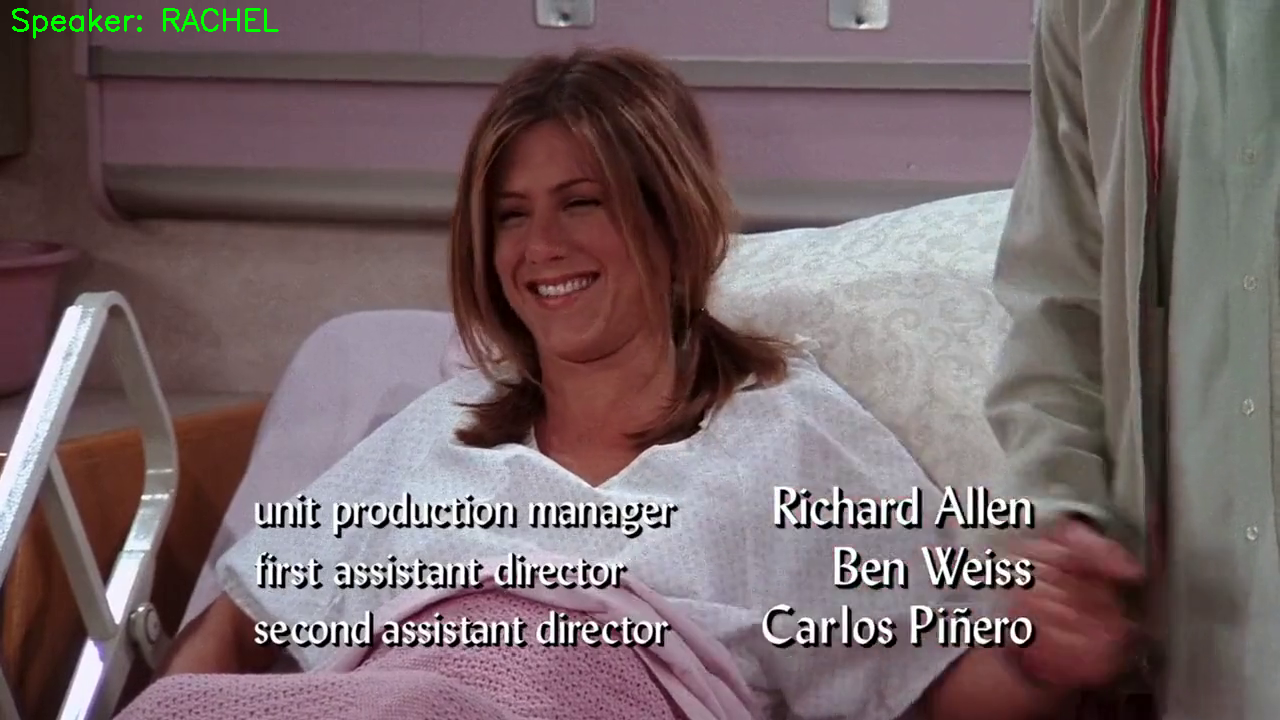 Speaker: RACHEL
unit production manager Richard Allen
first assistant director Ben Weiss
second assistant director Carlos Piñero